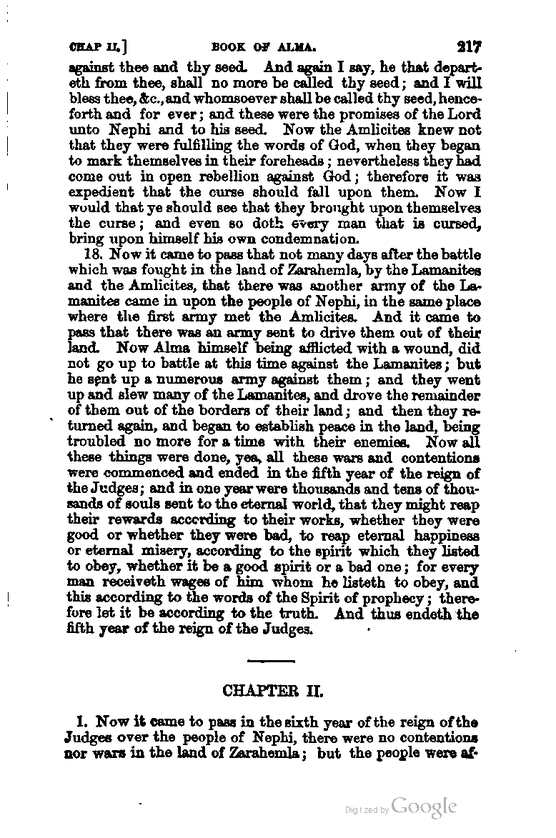 CHAP II.] BOOK OF ALMA. 217
against thee and thy seed. And again I say, he that depart-
eth from thee, shall no more be called thy seed; and I will
bless thee, &c., and whomsoever shall be called thy seed, hence-
forth and for ever; and these were the promises of the Lord
unto Nephi and to his seed. Now the Amlicites knew not
that they were fulfilling the words of God, when they began
to mark themselves in their foreheads; nevertheless they had
come out in open rebellion against God; therefore it was
expedient that the curse should fall upon them. Now I
would that ye should see that they brought upon themselves
the curse; and even so doth every man that is cursed,
bring upon himself his own condemnation.
18. Now it came to pass that not many days after the battle
which was fought in the land of Zarahemla, by the Lamanites
and the Amlicites, that there was another army of the La-
manites came in upon the people of Nephi, in the same place
where the first army met the Amlicites. And it came to
pass that there was an army sent to drive them out of their
land. Now Alma himself being afflicted with a wound, did
not go up to battle at this time against the Lamanites; but
he sent up a numerous army against them; and they went
up and slew many of the Lamanites, and drove the remainder
of them out of the borders of their land; and then they re-
turned again, and began to establish peace in the land, being
troubled no more for a time with their enemies. Now all
these things were done, yea, all these wars and contentions
were commenced and ended in the fifth year of the reign of
the Judges; and in one year were thousands and tens of thou-
sands of souls sent to the eternal world, that they might reap
their rewards according to their works, whether they were
good or whether they were bad, to reap eternal happiness
or eternal misery, according to the spirit which they listed
to obey, whether it be a good spirit or a bad one; for every
man receiveth wages of him whom he listeth to obey, and
this according to the words of the Spirit of prophecy; there-
fore let it be according to the truth. And thus endeth the
fifth year of the reign of the Judges.
CHAPTER II.
1. Now it came to pass in the sixth year of the reign of the
Judges over the people of Nephi, there were no contentions
nor wars in the land of Zarahemla; but the people were af-
Digitized by Google